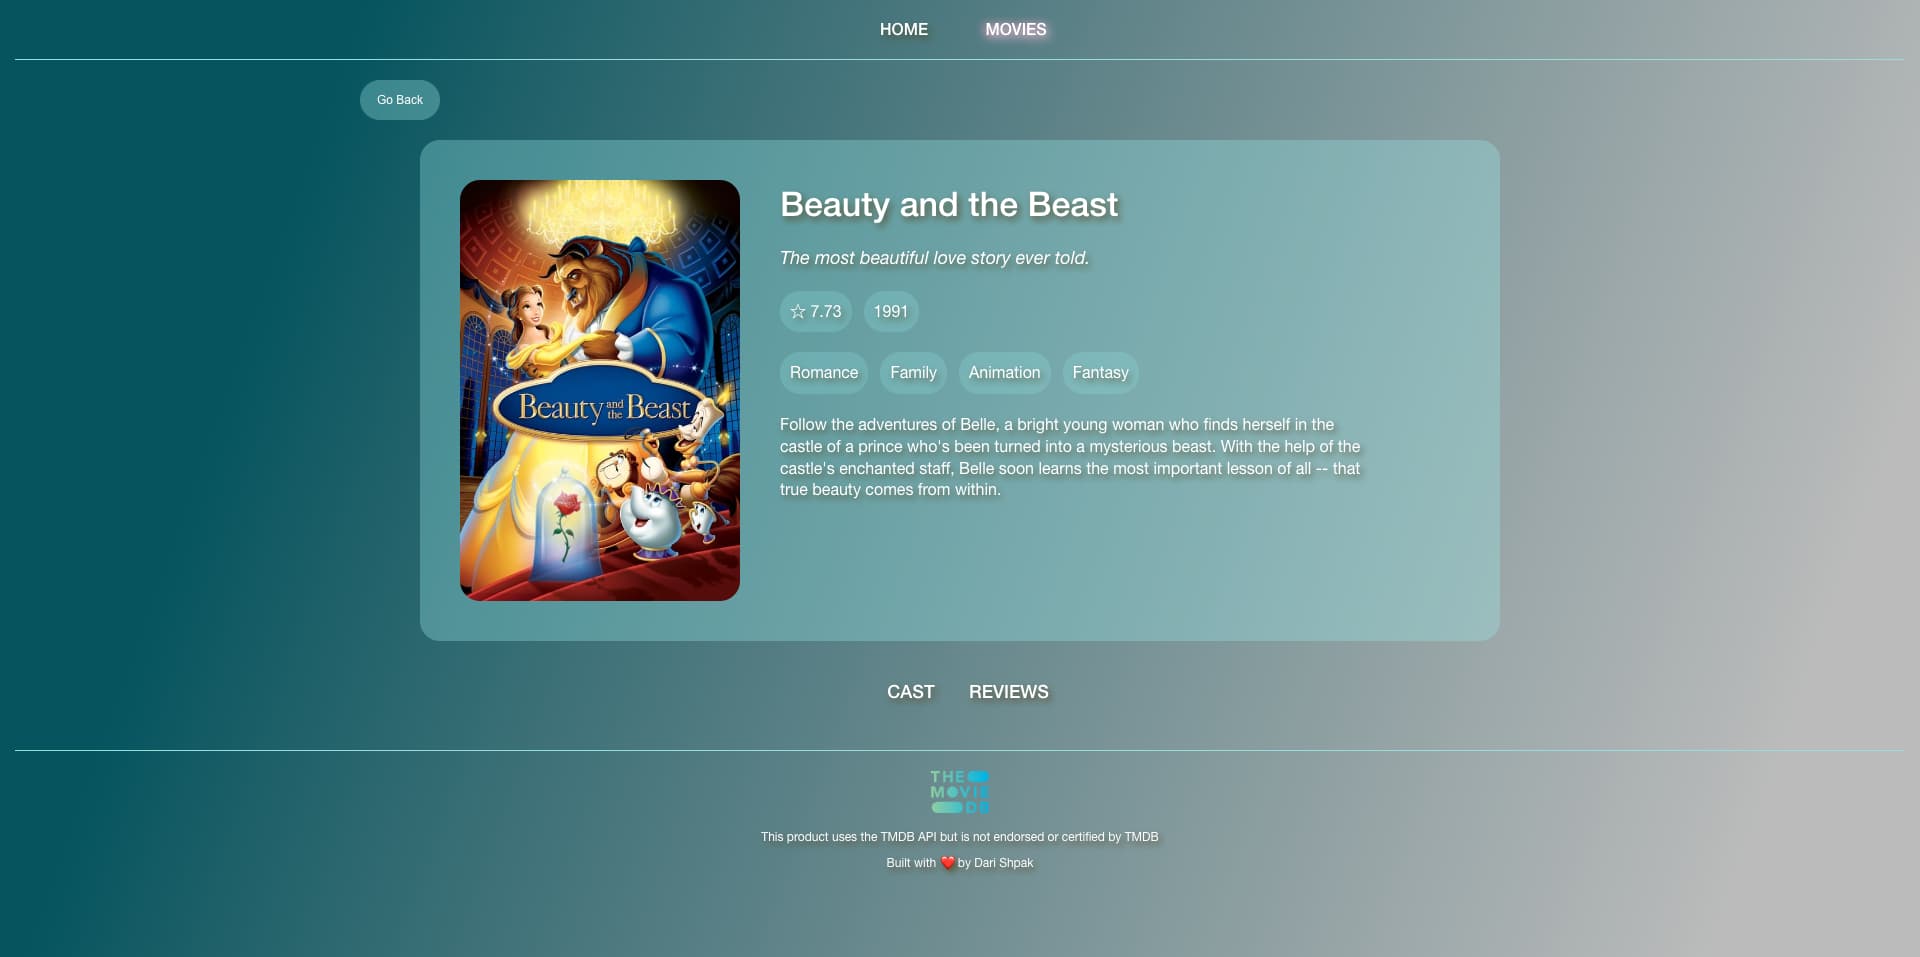 HOME MOVIES
Go Back
Beauty and the Beast
The most beautiful love story ever told.
☆ 7.73 1991
Romance Family Animation Fantasy
Beauty and the Beast
Follow the adventures of Belle, a bright young woman who finds herself in the
castle of a prince who's been turned into a mysterious beast. With the help of the
castle's enchanted staff, Belle soon learns the most important lesson of all -- that
true beauty comes from within.
CAST REVIEWS
THE
MOVIE
DB
This product uses the TMDB API but is not endorsed or certified by TMDB
Built with ❤️ by Dari Shpak